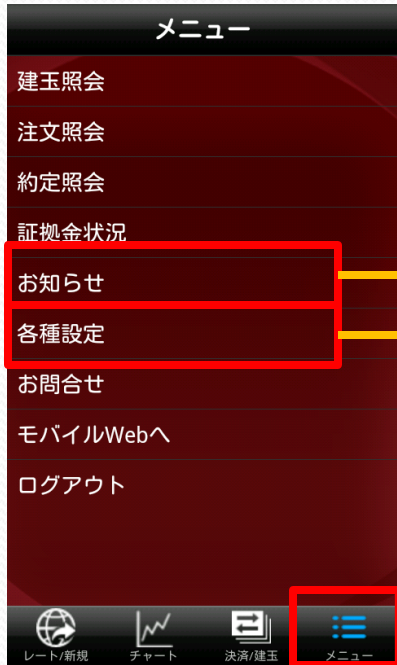 メニュー
建玉照会
注文照会
約定照会
証拠金状況
お知らせ
各種設定
お問合せ
モバイルWebへ
ログアウト
レート/新規 チャート 決済/建玉 メニュー